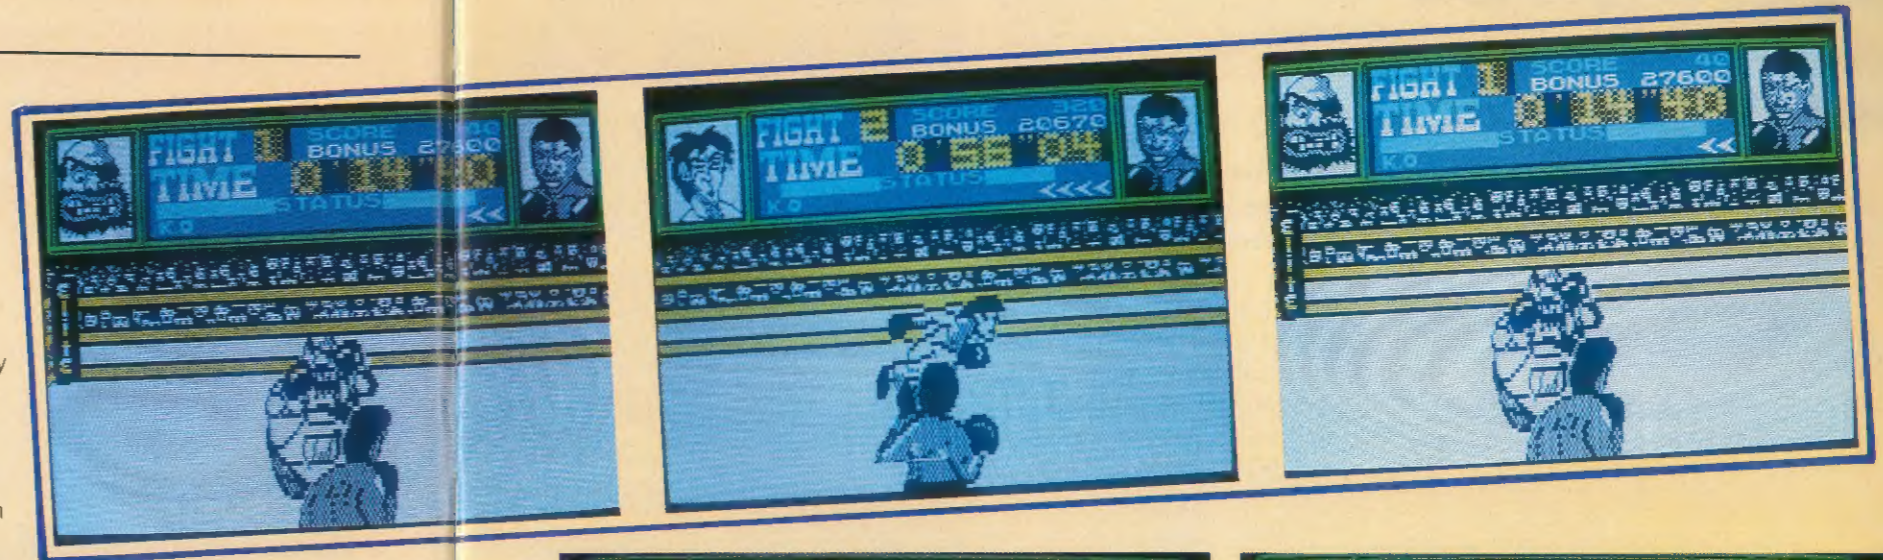 FIGHT 1 SCORE
BONUS 27600
TIME 0'14"40
STATUS
K.O <<
FIGHT 2 SCORE 320
BONUS 20670
TIME 0'56"04
STATUS
K.O <<<<
FIGHT 1 SCORE 40
BONUS 27600
TIME 0'14"40
STATUS
K.O <<